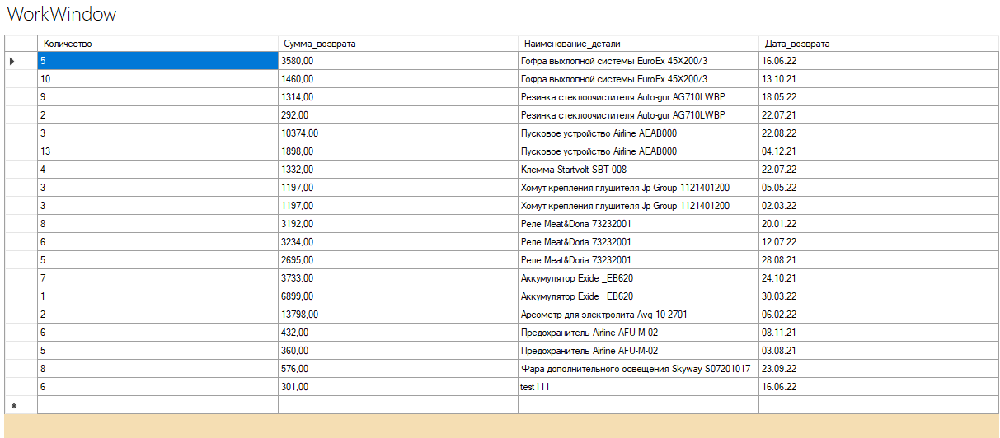 WorkWindow
Количество Сумма_возврата Наименование_детали Дата_возврата
5 3580,00 Гофра выхлопной системы EuroEx 45X200/3 16.06.22
10 1460,00 Гофра выхлопной системы EuroEx 45X200/3 13.10.21
9 1314,00 Резинка стеклоочистителя Auto-gur AG710LWBP 18.05.22
2 292,00 Резинка стеклоочистителя Auto-gur AG710LWBP 22.07.21
3 10374,00 Пусковое устройство Airline AEAB000 22.08.22
13 1898,00 Пусковое устройство Airline AEAB000 04.12.21
4 1332,00 Клемма Startvolt SBT 008 22.07.22
3 1197,00 Хомут крепления глушителя Jp Group 1121401200 05.05.22
3 1197,00 Хомут крепления глушителя Jp Group 1121401200 02.03.22
8 3192,00 Реле Meat&Doria 73232001 20.01.22
6 3234,00 Реле Meat&Doria 73232001 12.07.22
5 2695,00 Реле Meat&Doria 73232001 28.08.21
7 3733,00 Аккумулятор Exide _EB620 24.10.21
1 6899,00 Аккумулятор Exide _EB620 30.03.22
2 13798,00 Ареометр для электролита Avg 10-2701 06.02.22
6 432,00 Предохранитель Airline AFU-M-02 08.11.21
5 360,00 Предохранитель Airline AFU-M-02 03.08.21
8 576,00 Фара дополнительного освещения Skyway S07201017 23.09.22
6 301,00 test111 16.06.22